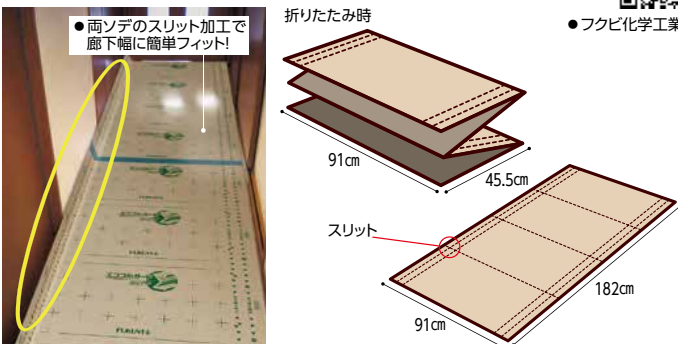 ●両ソデのスリット加工で
廊下幅に簡単フィット!
折りたたみ時
●フクビ化学工業
91cm
45.5cm
スリット
182cm
91cm
FUKUVI